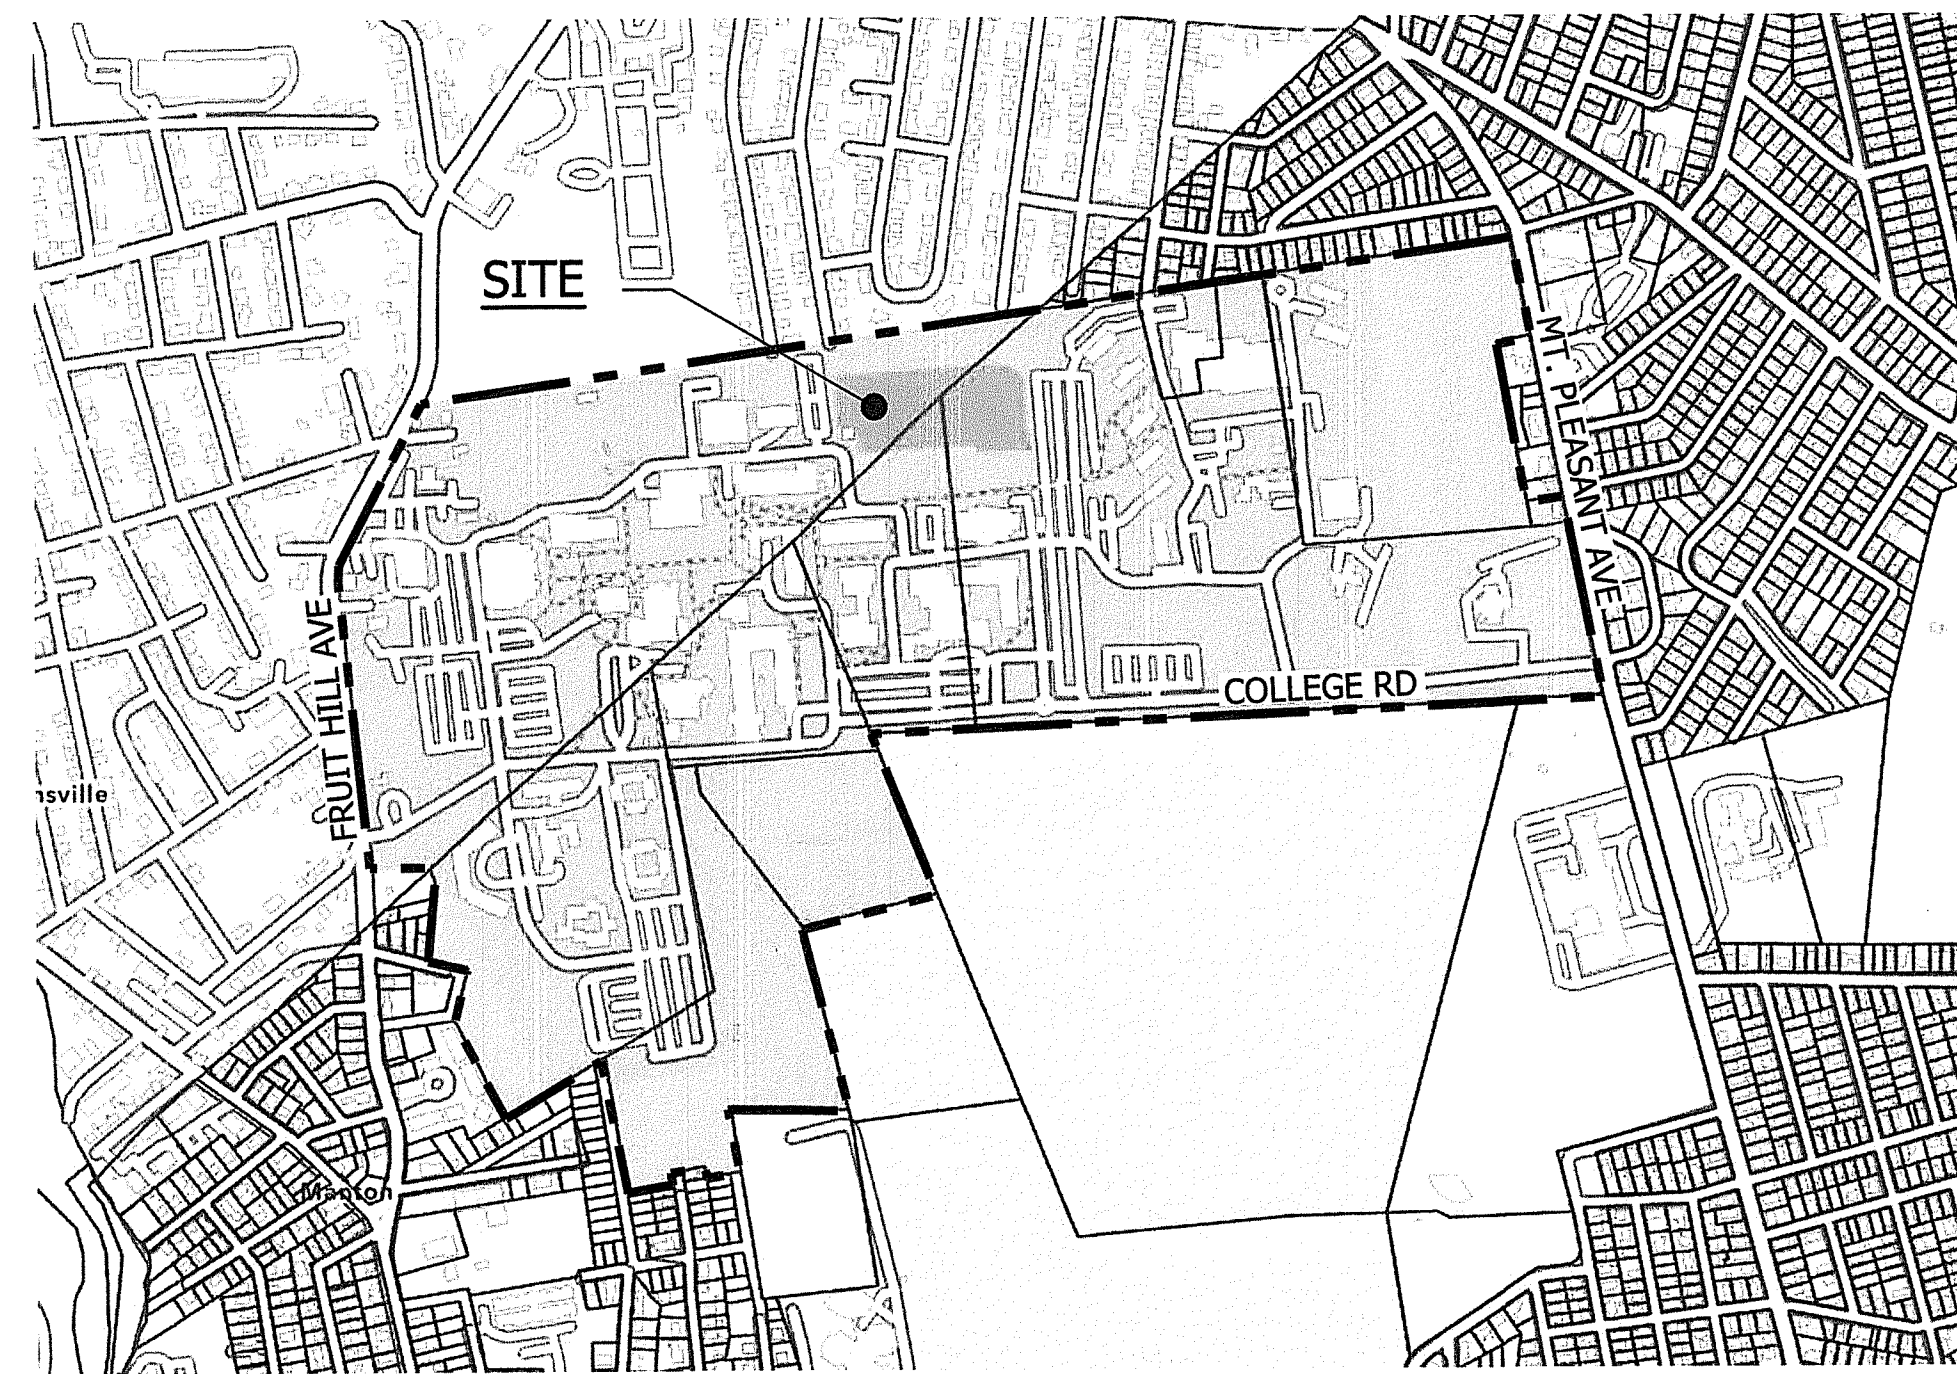 SITE
MT. PLEASANT AVE
FRUIT HILL AVE
COLLEGE RD
nsville
Manton